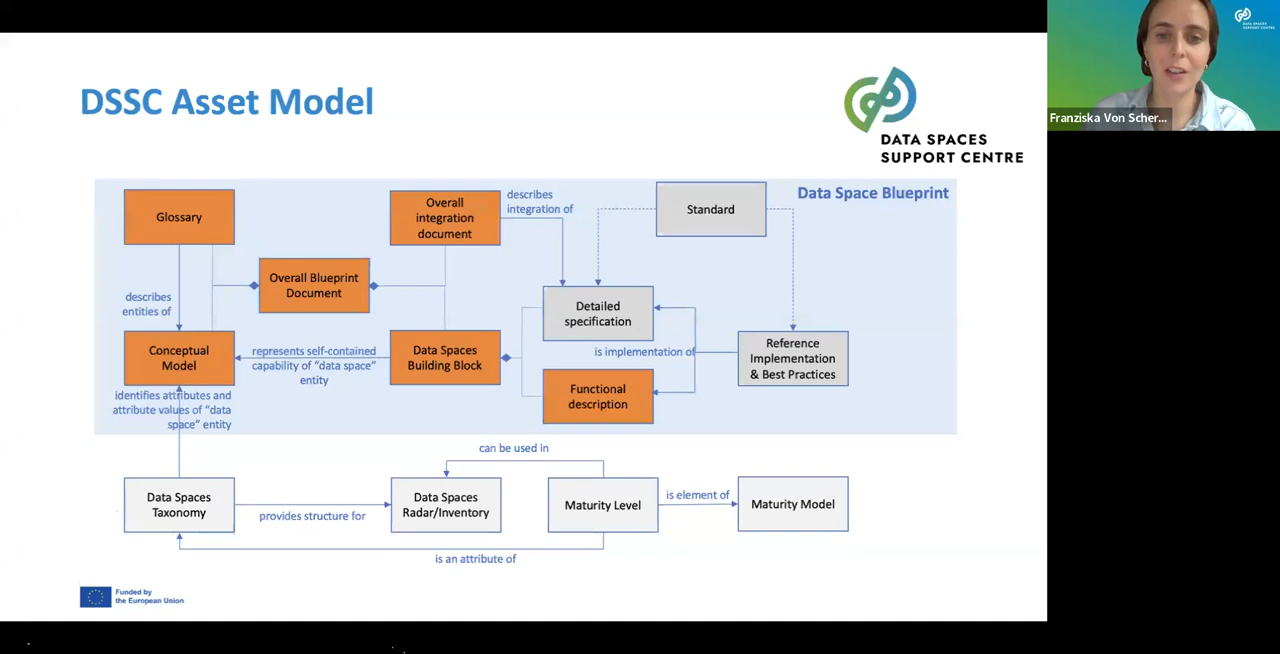 DSSC Asset Model
DATA SPACES
SUPPORT CENTRE
DATA SPACES
SUPPORT CENTRE
Franziska Von Scher...
Data Space Blueprint
Glossary
Overall
integration
document
describes
integration of
Standard
Overall Blueprint
Document
describes
entities of
Detailed
specification
Conceptual
Model
represents self-contained
capability of "data space"
entity
Data Spaces
Building Block
is implementation of
Reference
Implementation
& Best Practices
Functional
description
identifies attributes and
attribute values of "data
space" entity
can be used in
Data Spaces
Taxonomy
provides structure for
Data Spaces
Radar/Inventory
Maturity Level
is element of
Maturity Model
is an attribute of
Funded by
the European Union